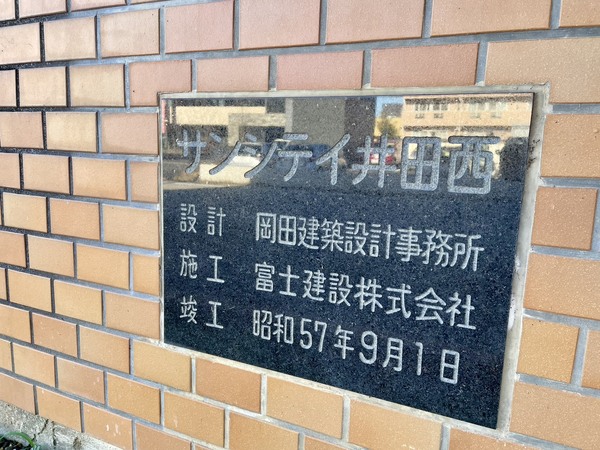 サンシティ井田西
設計 岡田建築設計事務所
施工 富士建設株式会社
竣工 昭和57年9月1日